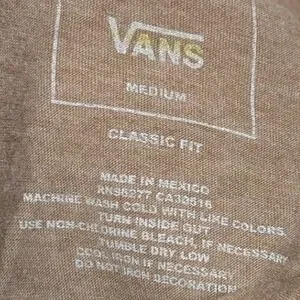 VANS
MEDIUM
CLASSIC FIT
MADE IN MEXICO
RN96977 CA30516
MACHINE WASH COLD WITH LIKE COLORS.
TURN INSIDE OUT
USE NON-CHLORINE BLEACH, IF NECESSARY
TUMBLE DRY LOW
COOL IRON IF NECESSARY
DO NOT IRON DECORATION